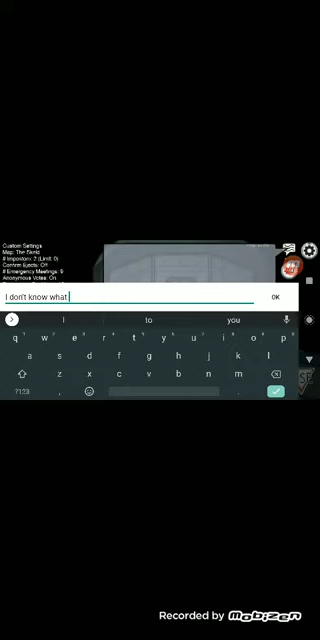 Custom Settings
Map: The Skeld
# Impostors: 2 (Limit: 0)
Confirm Ejects: Off
# Emergency Meetings: 9
Anonymous Votes: On
I don't know what
OK
I to you
q w e r t y u i o p
a s d f g h j k l
z x c v b n m
?123 , .
Recorded by mobizen